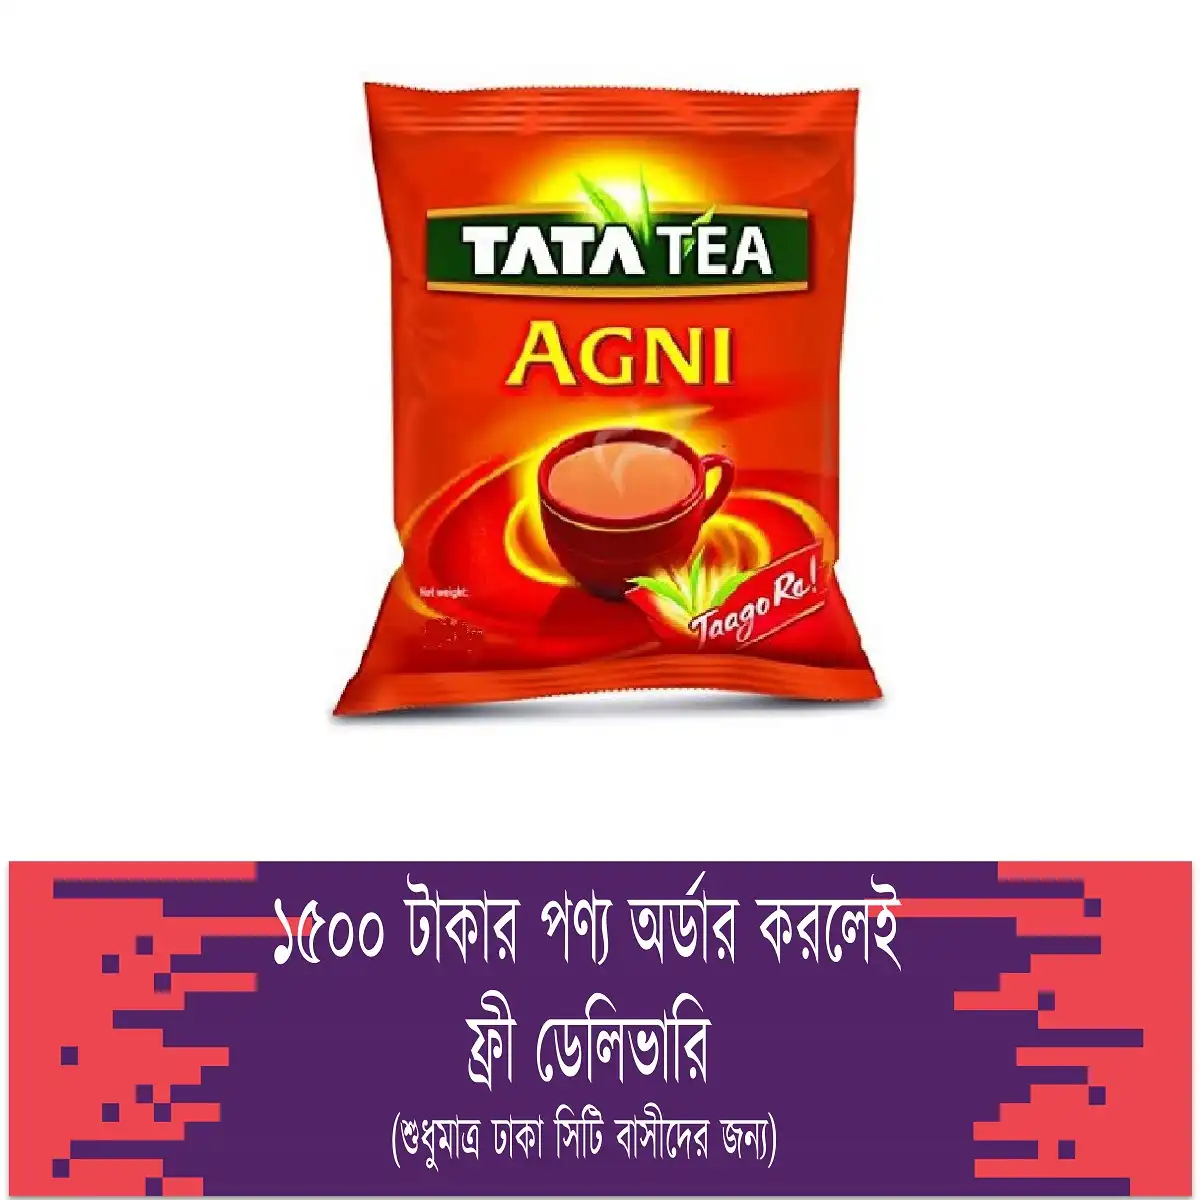 TATA TEA
AGNI
Net weight:
Taago Re!
১৫০০ টাকার পণ্য অর্ডার করলেই
ফ্রী ডেলিভারি
(শুধুমাত্র ঢাকা সিটি বাসীদের জন্য)